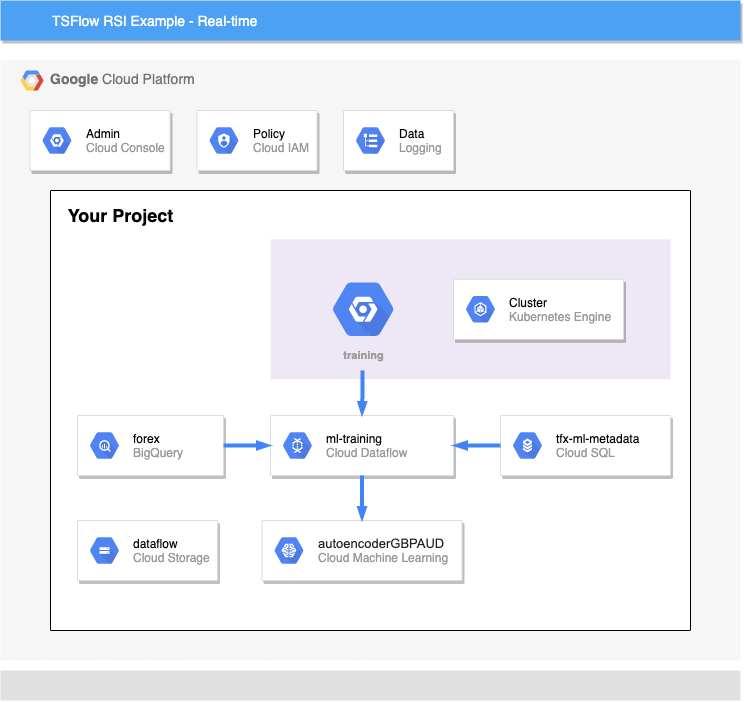 TSFlow RSI Example - Real-time
Google Cloud Platform
Admin
Cloud Console
Policy
Cloud IAM
Data
Logging
Your Project
training
Cluster
Kubernetes Engine
forex
BigQuery
ml-training
Cloud Dataflow
tfx-ml-metadata
Cloud SQL
dataflow
Cloud Storage
autoencoderGBPAUD
Cloud Machine Learning